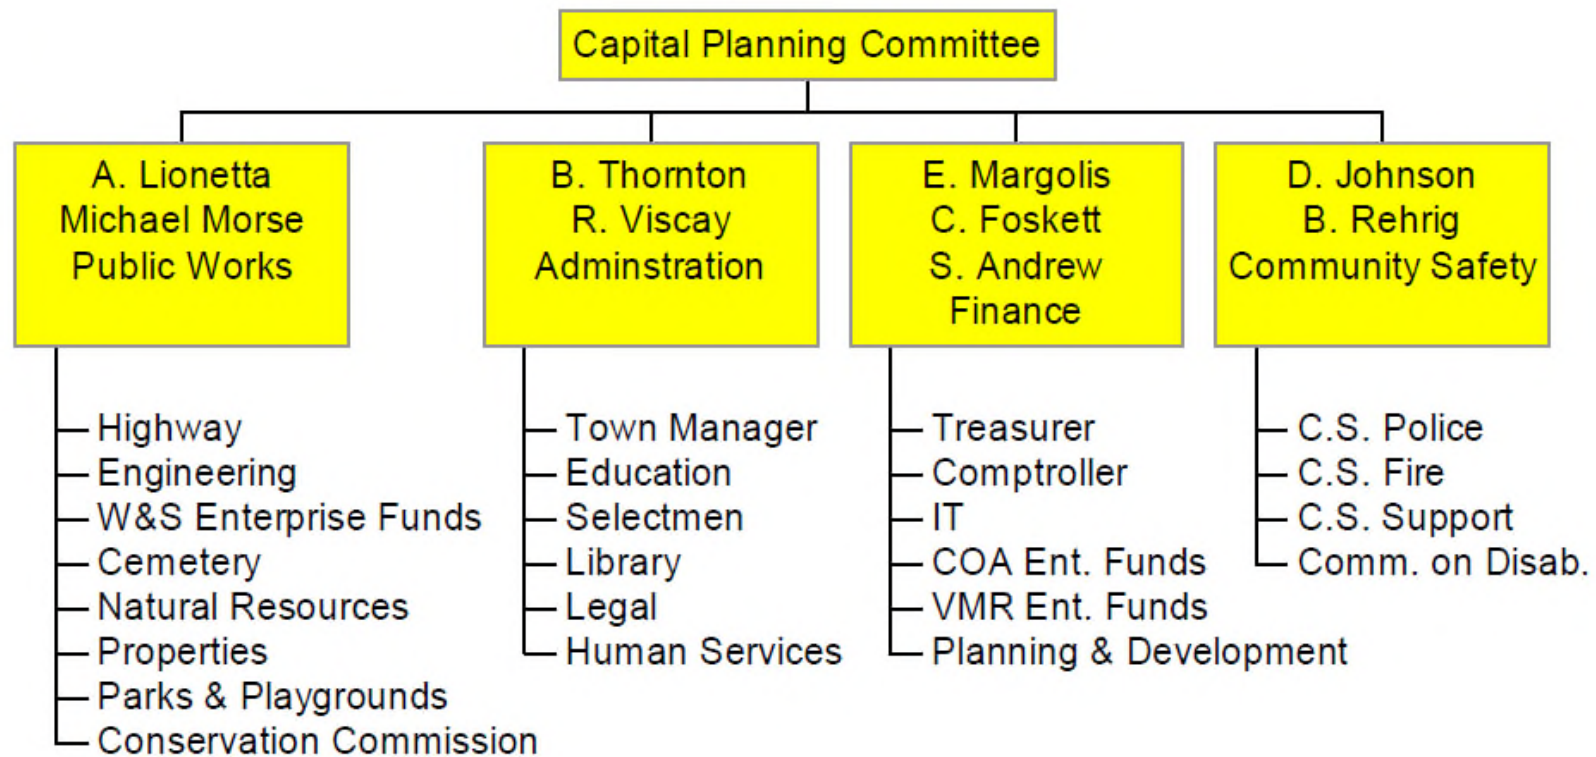 Capital Planning Committee
A. Lionetta
Michael Morse
Public Works
B. Thornton
R. Viscay
Adminstration
E. Margolis
C. Foskett
S. Andrew
Finance
D. Johnson
B. Rehrig
Community Safety
Highway
Engineering
W&S Enterprise Funds
Cemetery
Natural Resources
Properties
Parks & Playgrounds
Conservation Commission
Town Manager
Education
Selectmen
Library
Legal
Human Services
Treasurer
Comptroller
IT
COA Ent. Funds
VMR Ent. Funds
Planning & Development
C.S. Police
C.S. Fire
C.S. Support
Comm. on Disab.